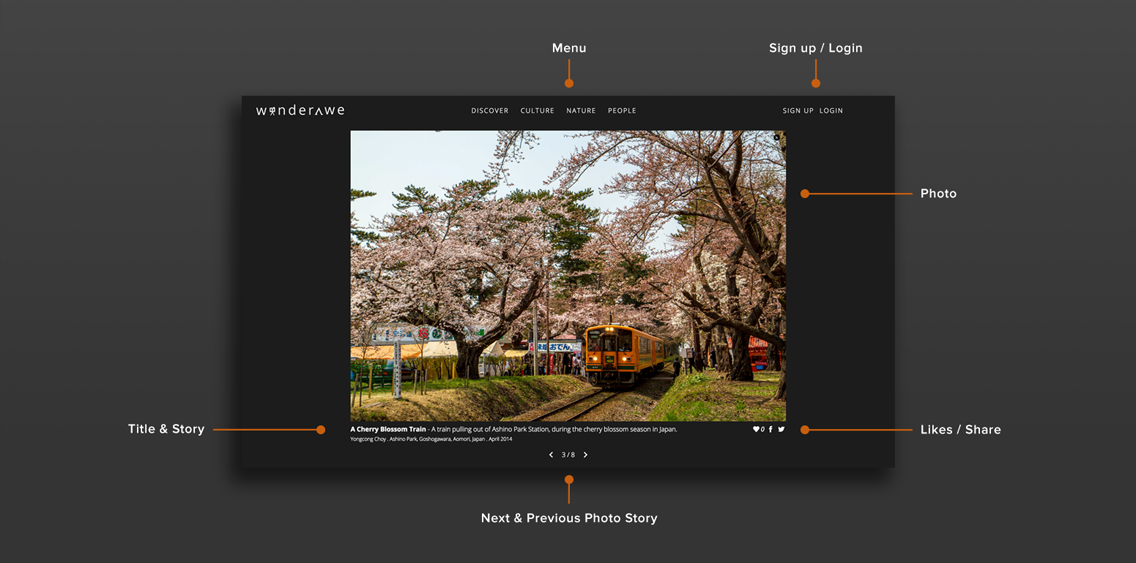 Menu
Sign up / Login
wonderawe
DISCOVER CULTURE NATURE PEOPLE
SIGN UP LOGIN
Photo
おでん
Title & Story
A Cherry Blossom Train - A train pulling out of Ashino Park Station, during the cherry blossom season in Japan.
0
Likes / Share
Yongcong Choy . Ashino Park, Goshogawara, Aomori, Japan . April 2014
3 / 8
Next & Previous Photo Story